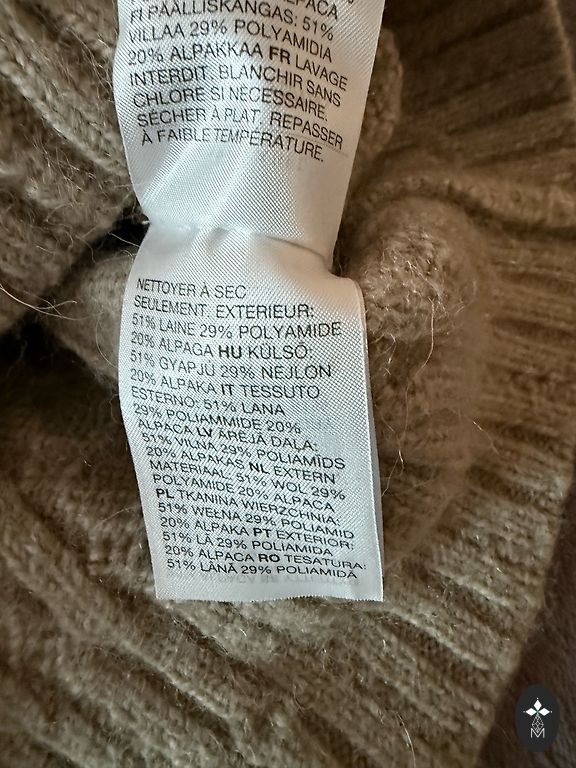 ALPACA
FI PÄÄLLISKANGAS: 51%
VILLAA 29% POLYAMIDIA
20% ALPAKKAA FR LAVAGE
INTERDIT. BLANCHIR SANS
CHLORE SI NECESSAIRE.
SÉCHER À PLAT. REPASSER
À FAIBLE TEMPÉRATURE.
NETTOYER À SEC
SEULEMENT. EXTERIEUR:
51% LAINE 29% POLYAMIDE
20% ALPAGA HU KÜLSŐ:
51% GYAPJÚ 29% NEJLON
20% ALPAKA IT TESSUTO
ESTERNO: 51% LANA
29% POLIAMMIDE 20%
ALPACA LV ĀRĒJĀ DAĻA:
51% VILNA 29% POLIAMĪDS
20% ALPAKAS NL EXTERN
MATERIAAL: 51% WOL 29%
POLYAMIDE 20% ALPACA
PL TKANINA WIERZCHNIA:
51% WEŁNA 29% POLIAMID
20% ALPAKA PT EXTERIOR:
51% LÃ 29% POLIAMIDA
20% ALPACA RO TESATURA:
51% LÂNĂ 29% POLIAMIDĂ
M